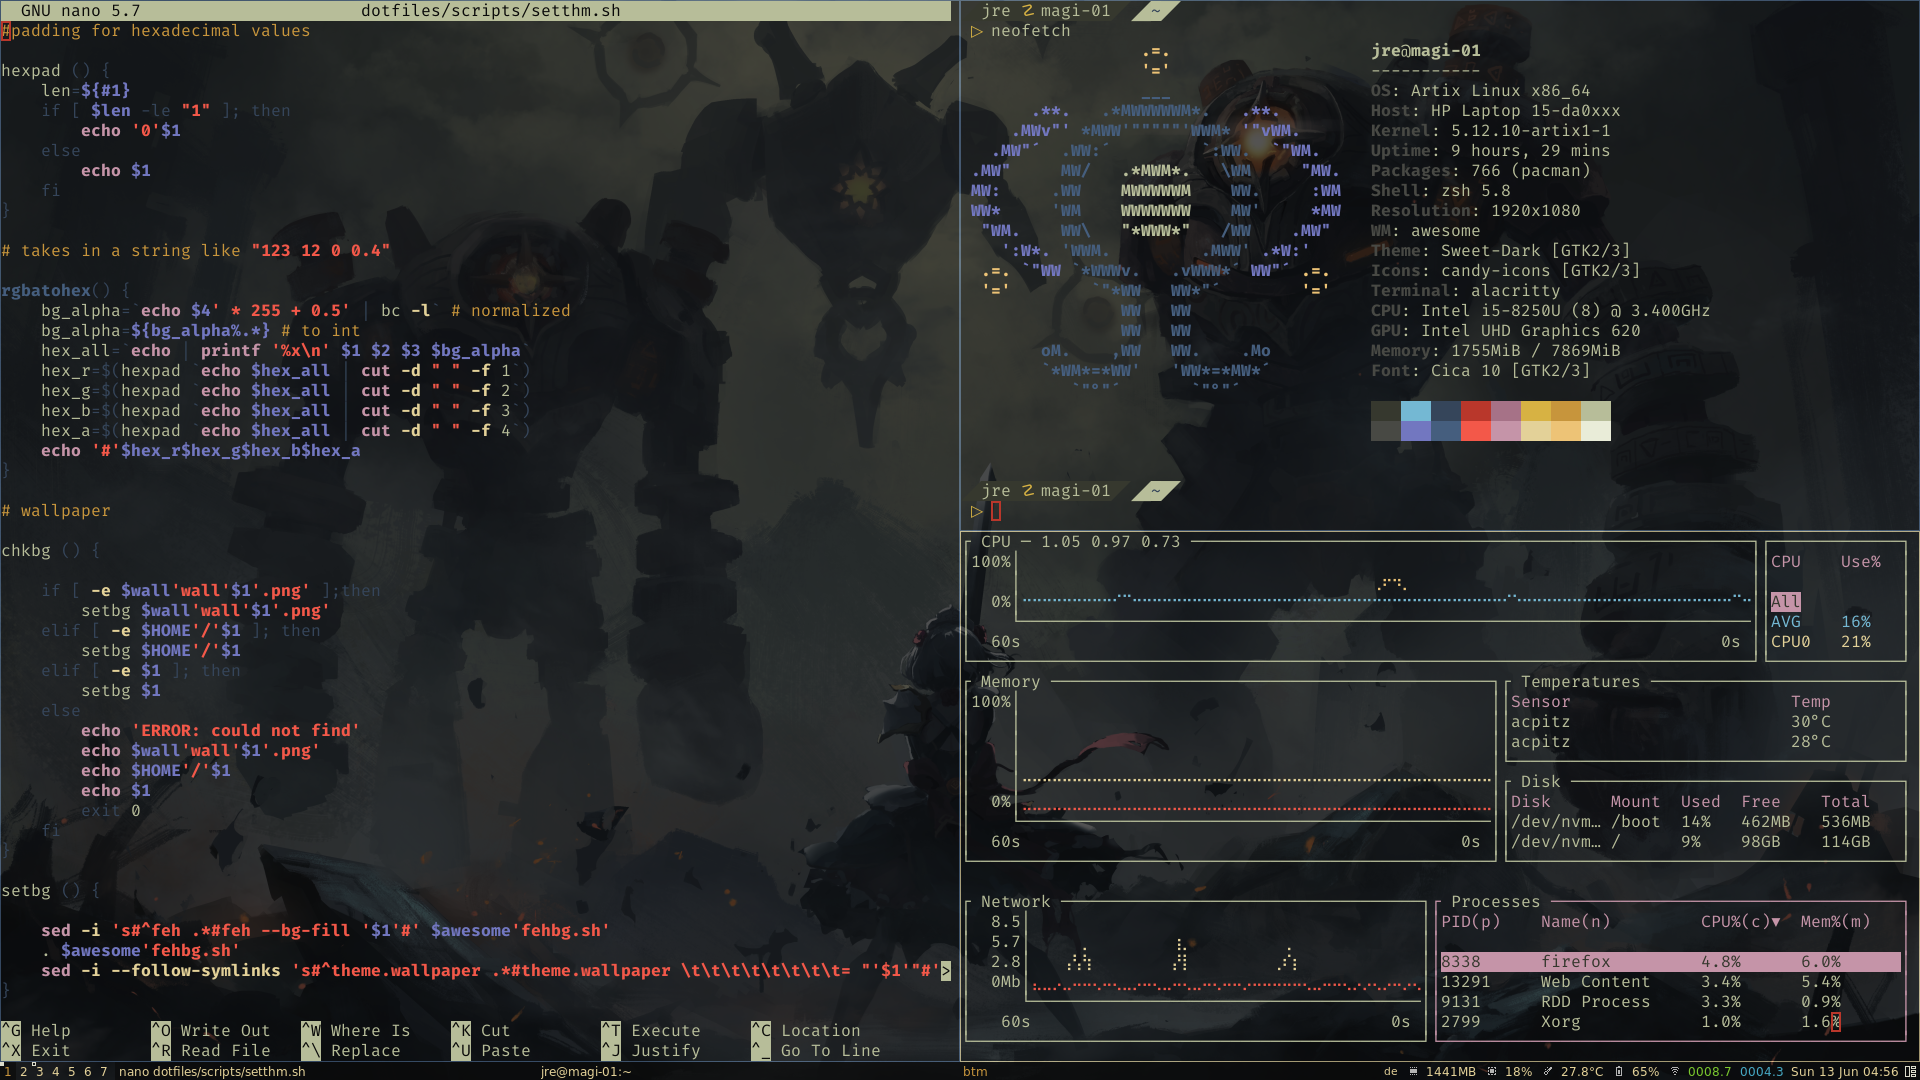 GNU nano 5.7 dotfiles/scripts/setthm.sh
#padding for hexadecimal values
hexpad () {
    len=${#1}
    if [ $len -le "1" ]; then
        echo '0'$1
    else
        echo $1
    fi
}
# takes in a string like "123 12 0 0.4"
rgbatohex() {
    bg_alpha=`echo $4' * 255 + 0.5' | bc -l` # normalized
    bg_alpha=${bg_alpha%.*} # to int
    hex_all=`echo | printf '%x\n' $1 $2 $3 $bg_alpha`
    hex_r=$(hexpad `echo $hex_all | cut -d " " -f 1`)
    hex_g=$(hexpad `echo $hex_all | cut -d " " -f 2`)
    hex_b=$(hexpad `echo $hex_all | cut -d " " -f 3`)
    hex_a=$(hexpad `echo $hex_all | cut -d " " -f 4`)
    echo '#'$hex_r$hex_g$hex_b$hex_a
}
# wallpaper
chkbg () {
    if [ -e $wall'wall'$1'.png' ];then
        setbg $wall'wall'$1'.png'
    elif [ -e $HOME'/'$1 ]; then
        setbg $HOME'/'$1
    elif [ -e $1 ]; then
        setbg $1
    else
        echo 'ERROR: could not find'
        echo $wall'wall'$1'.png'
        echo $HOME'/'$1
        echo $1
        exit 0
    fi
}
setbg () {
    sed -i 's#^feh .*#feh --bg-fill '$1'#' $awesome'fehbg.sh'
    . $awesome'fehbg.sh'
    sed -i --follow-symlinks 's#^theme.wallpaper .*#theme.wallpaper \t\t\t\t\t\t\t\t= "'$1'"#'>
}
^G Help ^O Write Out ^W Where Is ^K Cut ^T Execute ^C Location
^X Exit ^R Read File ^\ Replace ^U Paste ^J Justify ^_ Go To Line
jre magi-01 ~
▷ neofetch
jre@magi-01
-----------
OS: Artix Linux x86_64
Host: HP Laptop 15-da0xxx
Kernel: 5.12.10-artix1-1
Uptime: 9 hours, 29 mins
Packages: 766 (pacman)
Shell: zsh 5.8
Resolution: 1920x1080
WM: awesome
Theme: Sweet-Dark [GTK2/3]
Icons: candy-icons [GTK2/3]
Terminal: alacritty
CPU: Intel i5-8250U (8) @ 3.400GHz
GPU: Intel UHD Graphics 620
Memory: 1755MiB / 7869MiB
Font: Cica 10 [GTK2/3]
jre magi-01 ~
▷
CPU — 1.05 0.97 0.73
100%
0%
60s 0s
CPU Use%
All
AVG 16%
CPU0 21%
Memory
100%
0%
60s 0s
Temperatures
Sensor Temp
acpitz 30°C
acpitz 28°C
Disk
Disk Mount Used Free Total
/dev/nvm… /boot 14% 462MB 536MB
/dev/nvm… / 9% 98GB 114GB
Network
8.5
5.7
2.8
0Mb
60s 0s
Processes
PID(p) Name(n) CPU%(c)▼ Mem%(m)
8338 firefox 4.8% 6.0%
13291 Web Content 3.4% 5.4%
9131 RDD Process 3.3% 0.9%
2799 Xorg 1.0% 1.6%
1 2 3 4 5 6 7 nano dotfiles/scripts/setthm.sh jre@magi-01:~ btm de 1441MB 18% 27.8°C 65% 0008.7 0004.3 Sun 13 Jun 04:56